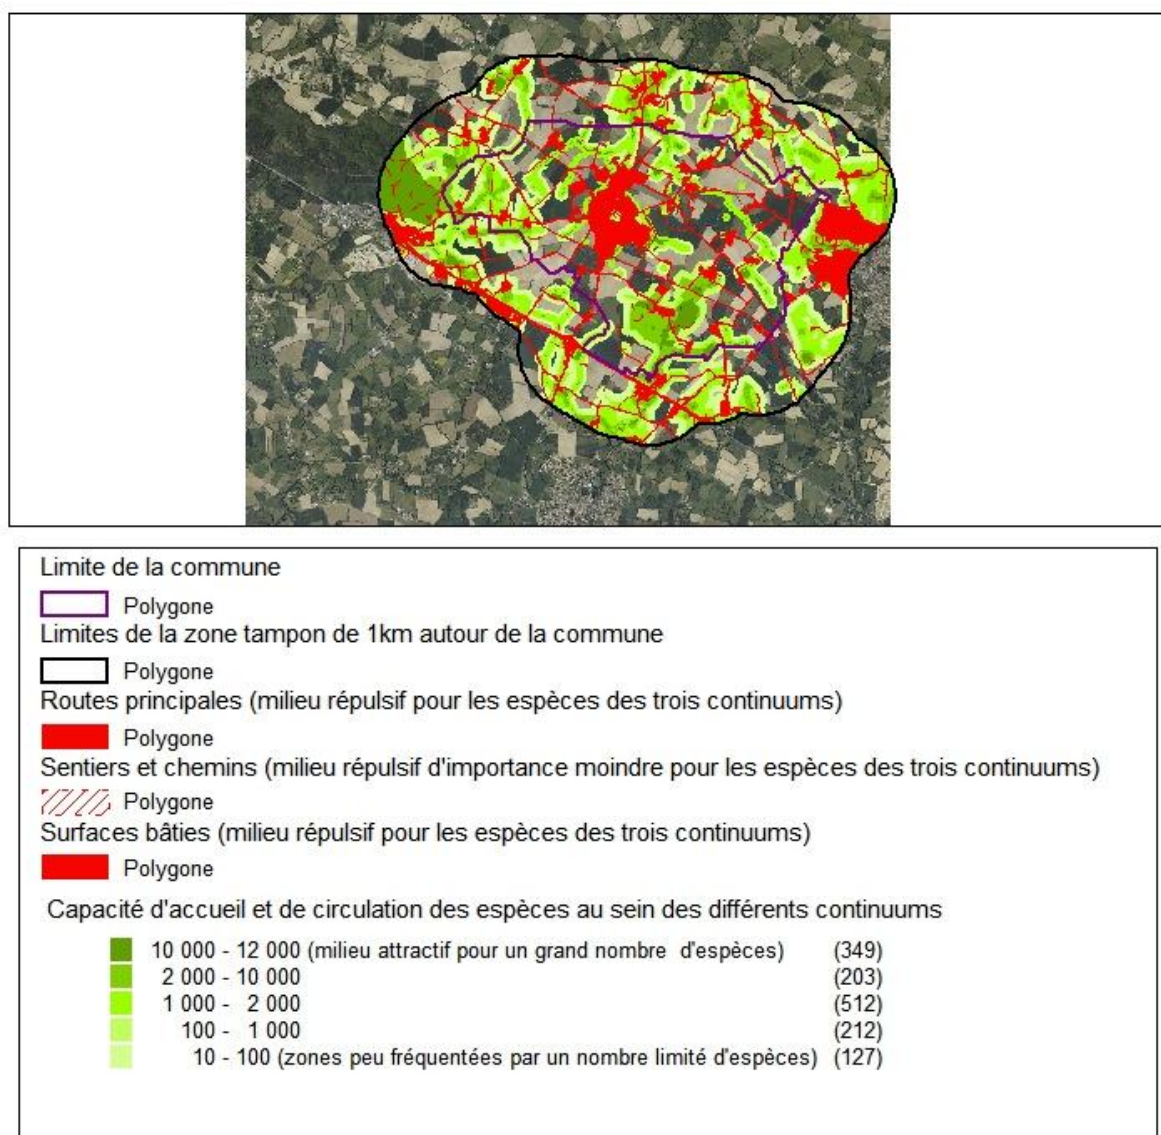 Limite de la commune
Polygone
Limites de la zone tampon de 1km autour de la commune
Polygone
Routes principales (milieu répulsif pour les espèces des trois continuums)
Polygone
Sentiers et chemins (milieu répulsif d'importance moindre pour les espèces des trois continuums)
Polygone
Surfaces bâties (milieu répulsif pour les espèces des trois continuums)
Polygone
Capacité d'accueil et de circulation des espèces au sein des différents continuums
10 000 - 12 000 (milieu attractif pour un grand nombre d'espèces) (349)
2 000 - 10 000 (203)
1 000 - 2 000 (512)
100 - 1 000 (212)
10 - 100 (zones peu fréquentées par un nombre limité d'espèces) (127)